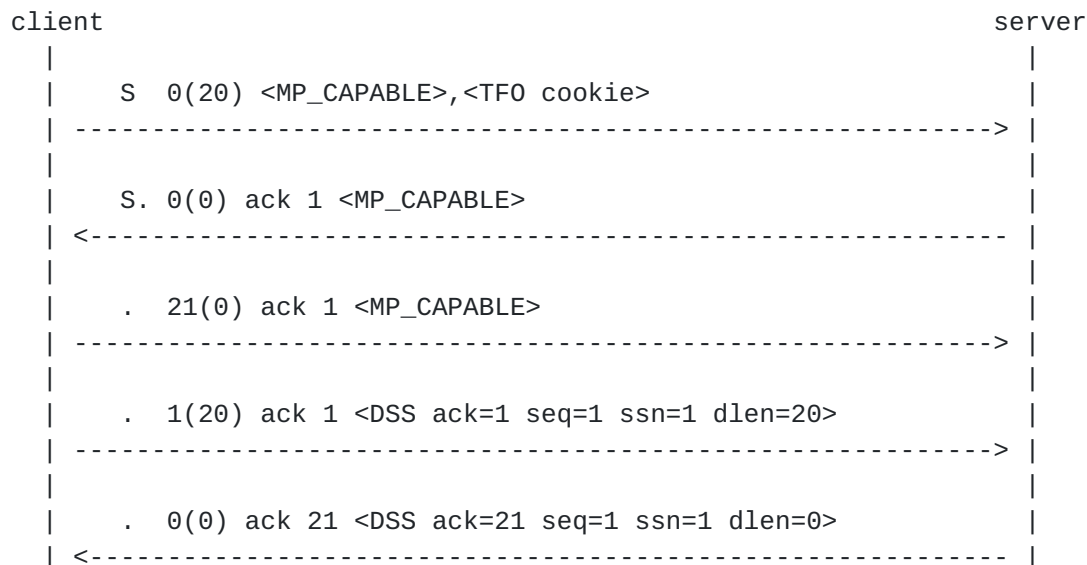 client server
S 0(20) <MP_CAPABLE>,<TFO cookie>
S. 0(0) ack 1 <MP_CAPABLE>
. 21(0) ack 1 <MP_CAPABLE>
. 1(20) ack 1 <DSS ack=1 seq=1 ssn=1 dlen=20>
. 0(0) ack 21 <DSS ack=21 seq=1 ssn=1 dlen=0>